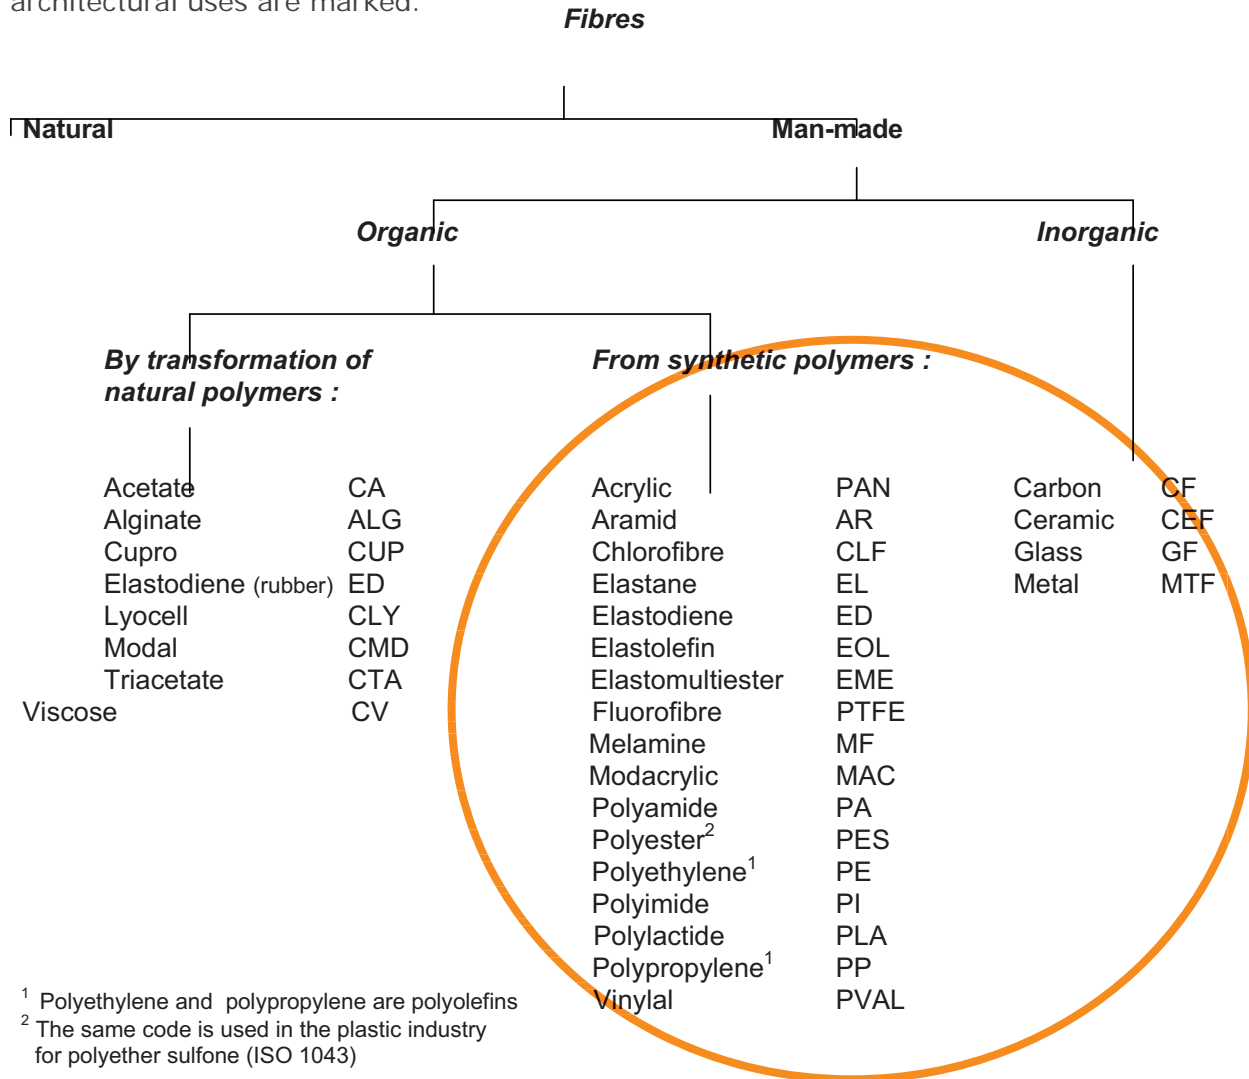 architectural uses are marked.
Fibres
Natural Man-made
Organic Inorganic
By transformation of
natural polymers :
From synthetic polymers :
Acetate CA
Alginate ALG
Cupro CUP
Elastodiene (rubber) ED
Lyocell CLY
Modal CMD
Triacetate CTA
Viscose CV
Acrylic PAN
Aramid AR
Chlorofibre CLF
Elastane EL
Elastodiene ED
Elastolefin EOL
Elastomultiester EME
Fluorofibre PTFE
Melamine MF
Modacrylic MAC
Polyamide PA
Polyester² PES
Polyethylene¹ PE
Polyimide PI
Polylactide PLA
Polypropylene¹ PP
Vinylal PVAL
Carbon CF
Ceramic CEF
Glass GF
Metal MTF
¹ Polyethylene and polypropylene are polyolefins
² The same code is used in the plastic industry
for polyether sulfone (ISO 1043)